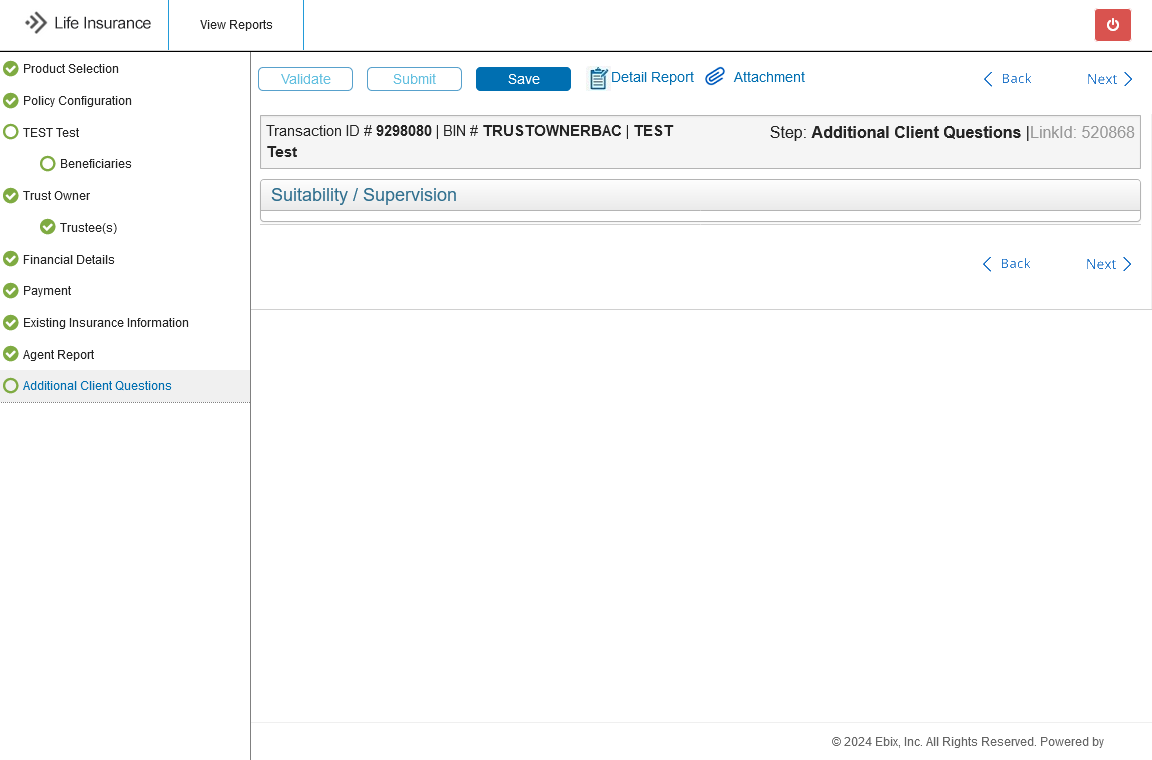 Life Insurance
View Reports
Product Selection
Policy Configuration
TEST Test
Beneficiaries
Trust Owner
Trustee(s)
Financial Details
Payment
Existing Insurance Information
Agent Report
Additional Client Questions
Validate Submit Save Detail Report Attachment Back Next
Transaction ID # 9298080 | BIN # TRUSTOWNERBAC | TEST
Test
Step: Additional Client Questions |LinkId: 520868
Suitability / Supervision
Back Next
© 2024 Ebix, Inc. All Rights Reserved. Powered by